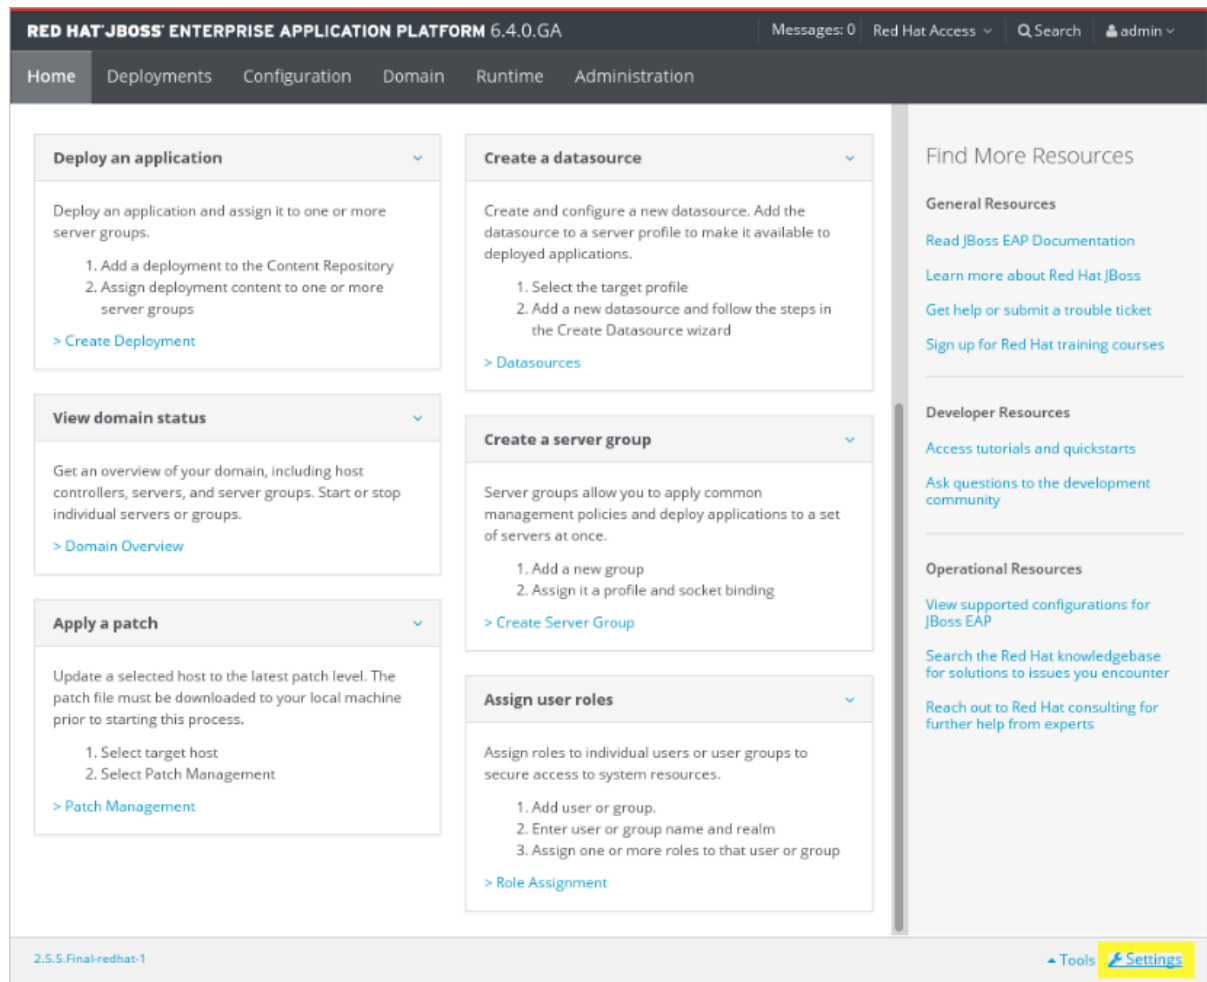 RED HAT JBOSS ENTERPRISE APPLICATION PLATFORM 6.4.0.GA
Messages: 0
Red Hat Access
Search
admin
Home
Deployments
Configuration
Domain
Runtime
Administration
Deploy an application
Deploy an application and assign it to one or more
server groups.
1. Add a deployment to the Content Repository
2. Assign deployment content to one or more
server groups
> Create Deployment
View domain status
Get an overview of your domain, including host
controllers, servers, and server groups. Start or stop
individual servers or groups.
> Domain Overview
Apply a patch
Update a selected host to the latest patch level. The
patch file must be downloaded to your local machine
prior to starting this process.
1. Select target host
2. Select Patch Management
> Patch Management
Create a datasource
Create and configure a new datasource. Add the
datasource to a server profile to make it available to
deployed applications.
1. Select the target profile
2. Add a new datasource and follow the steps in
the Create Datasource wizard
> Datasources
Create a server group
Server groups allow you to apply common
management policies and deploy applications to a set
of servers at once.
1. Add a new group
2. Assign it a profile and socket binding
> Create Server Group
Assign user roles
Assign roles to individual users or user groups to
secure access to system resources.
1. Add user or group.
2. Enter user or group name and realm
3. Assign one or more roles to that user or group
> Role Assignment
Find More Resources
General Resources
Read JBoss EAP Documentation
Learn more about Red Hat JBoss
Get help or submit a trouble ticket
Sign up for Red Hat training courses
Developer Resources
Access tutorials and quickstarts
Ask questions to the development
community
Operational Resources
View supported configurations for
JBoss EAP
Search the Red Hat knowledgebase
for solutions to issues you encounter
Reach out to Red Hat consulting for
further help from experts
2.5.5.Final-redhat-1
Tools
Settings